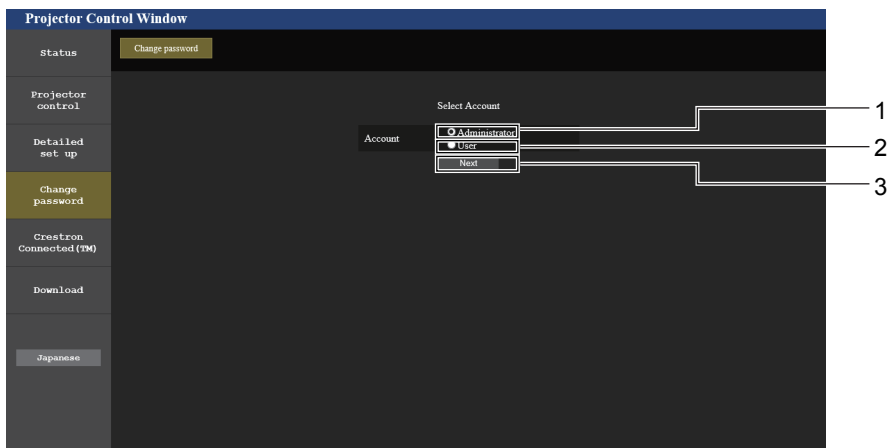 Projector Control Window
Status
Change password
Projector
control
Detailed
set up
Change
password
Crestron
Connected(TM)
Download
Japanese
Select Account
Account
Administrator
User
Next
1
2
3